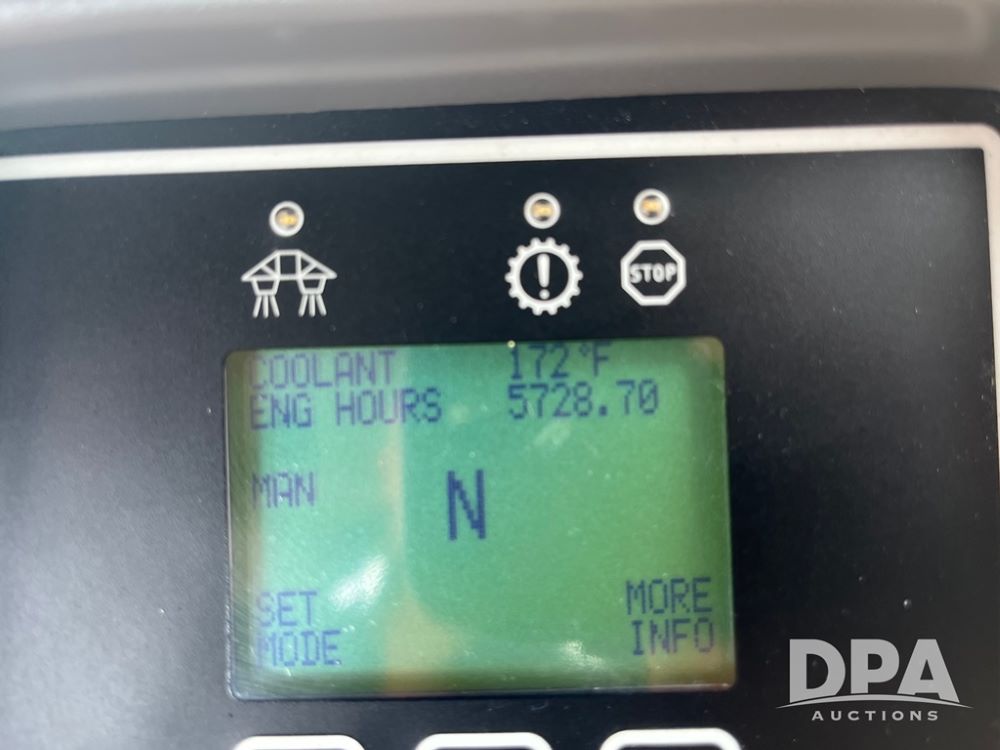 STOP
COOLANT 172°F
ENG HOURS 5728.70
MAN N
SET MODE
MORE INFO
DPA
AUCTIONS